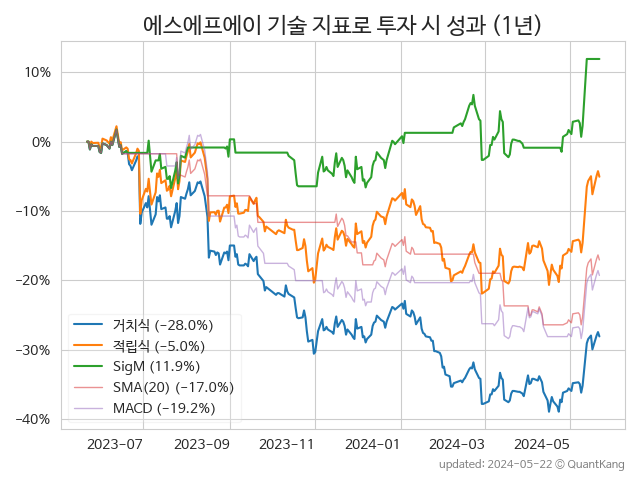 에스에프에이 기술 지표로 투자 시 성과 (1년)
10%
0%
−10%
−20%
−30%
−40%
거치식 (−28.0%)
적립식 (−5.0%)
SigM (11.9%)
SMA(20) (−17.0%)
MACD (−19.2%)
2023−07
2023−09
2023−11
2024−01
2024−03
2024−05
updated: 2024−05−22 © QuantKang